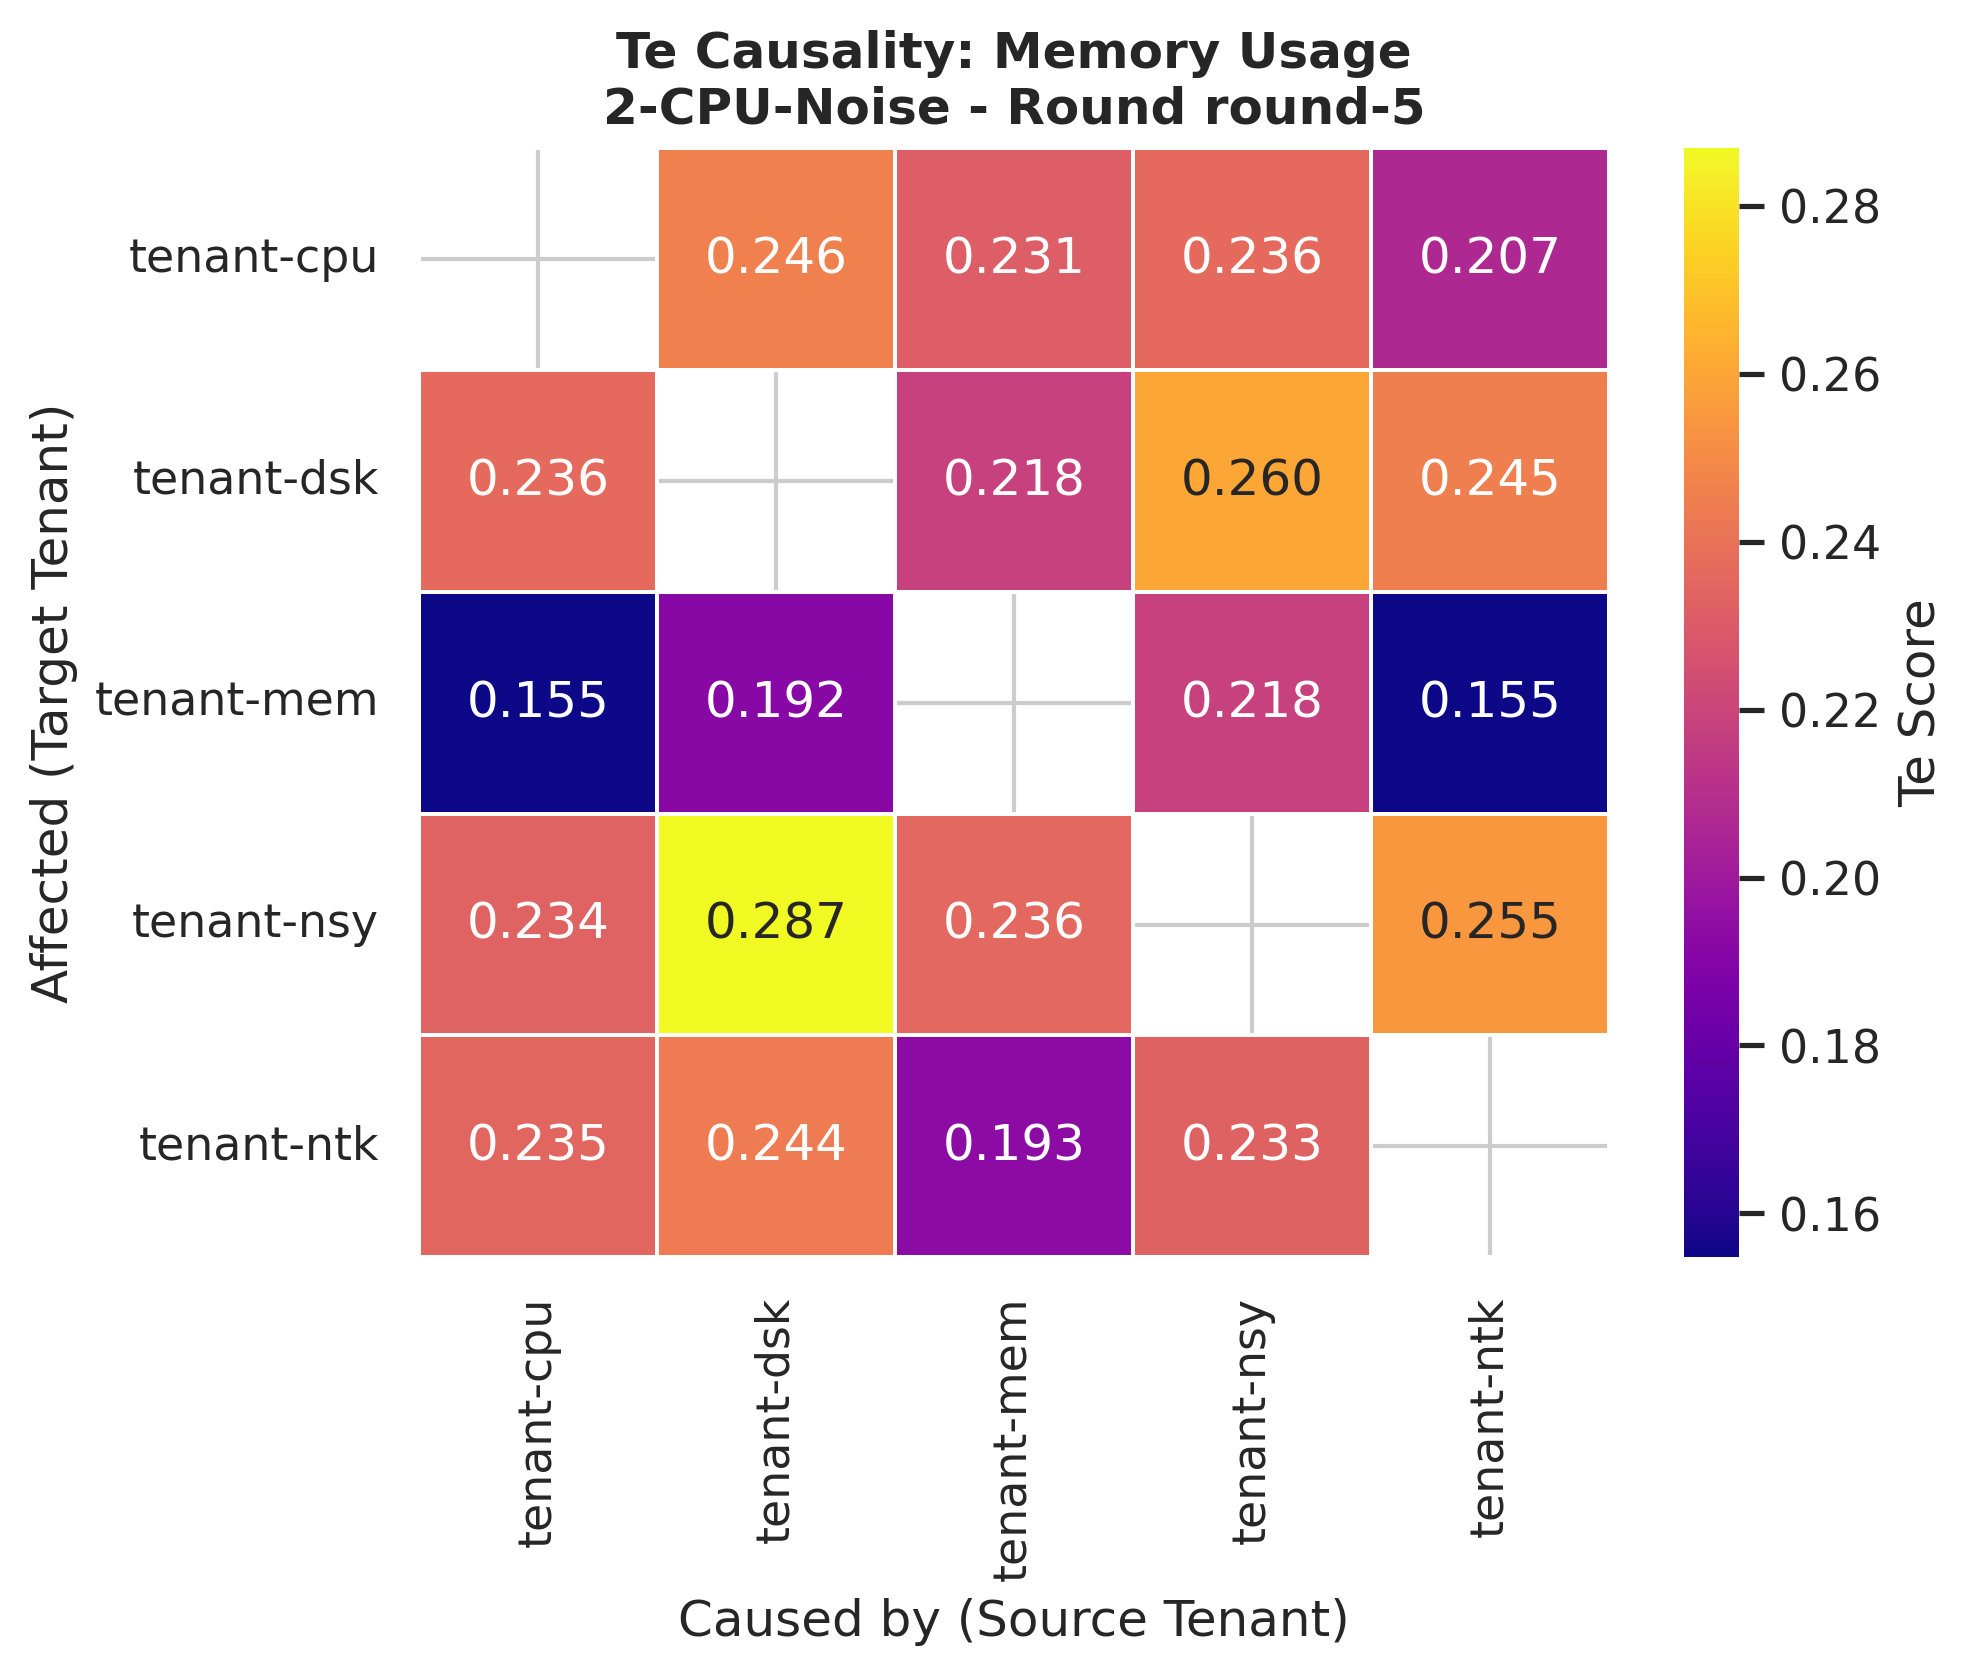 Te Causality: Memory Usage
2-CPU-Noise - Round round-5
Affected (Target Tenant)
tenant-cpu 0.246 0.231 0.236 0.207
tenant-dsk 0.236 0.218 0.260 0.245
tenant-mem 0.155 0.192 0.218 0.155
tenant-nsy 0.234 0.287 0.236 0.255
tenant-ntk 0.235 0.244 0.193 0.233
tenant-cpu
tenant-dsk
tenant-mem
tenant-nsy
tenant-ntk
Caused by (Source Tenant)
0.28
0.26
0.24
0.22
0.20
0.18
0.16
Te Score